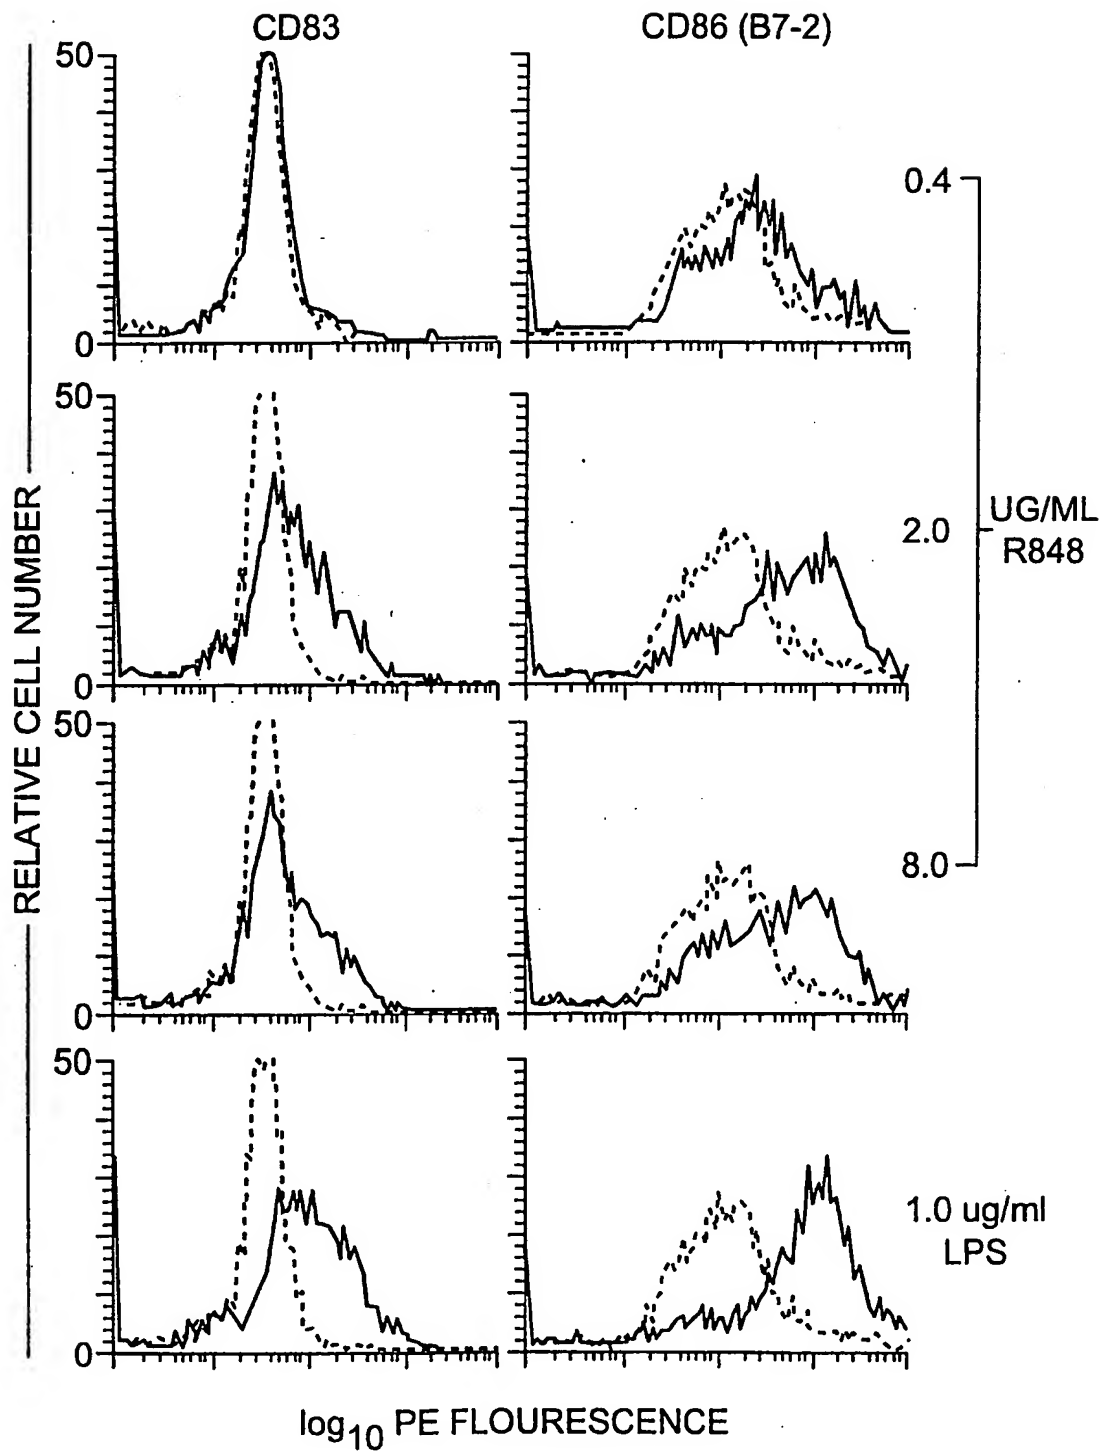 CD83
CD86 (B7-2)
50
0
0.4
50
0
2.0
UG/ML
R848
50
0
8.0
50
0
1.0 ug/ml
LPS
RELATIVE CELL NUMBER
log10 PE FLOURESCENCE